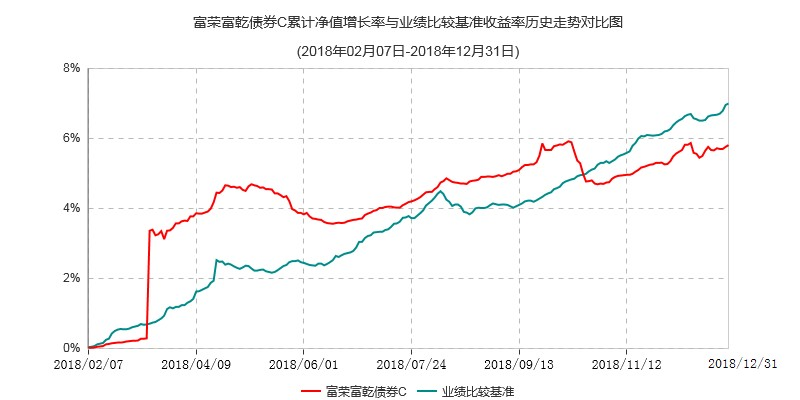 富荣富乾债券C累计净值增长率与业绩比较基准收益率历史走势对比图
(2018年02月07日-2018年12月31日)
8%
6%
4%
2%
0%
2018/02/07 2018/04/09 2018/06/01 2018/07/24 2018/09/13 2018/11/12 2018/12/31
富荣富乾债券C 业绩比较基准